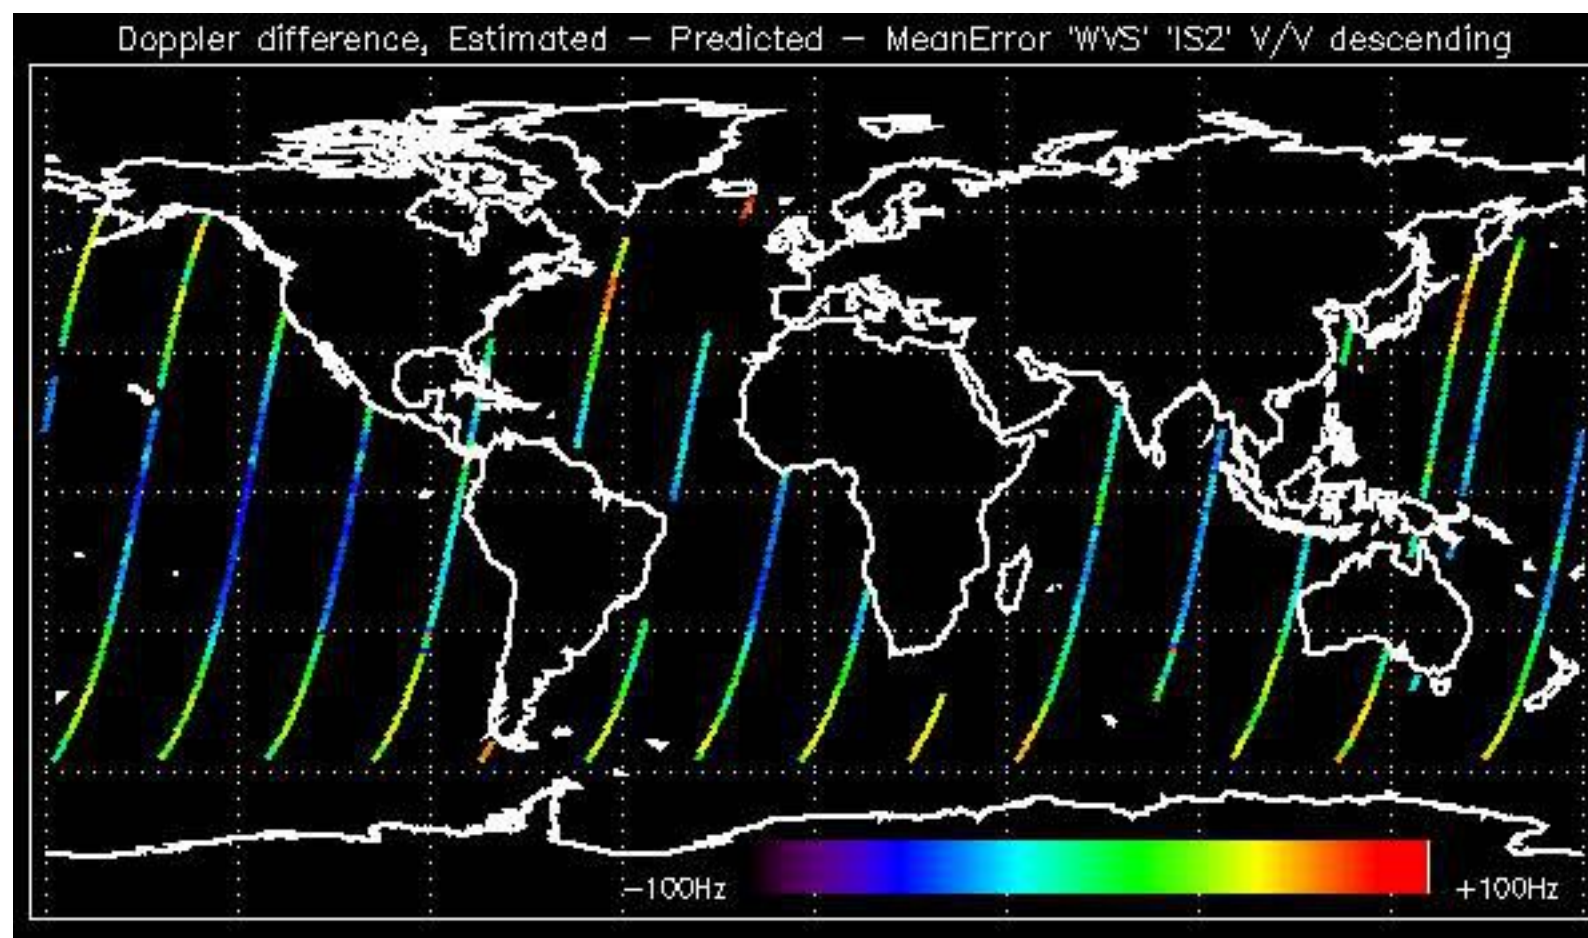 Doppler difference, Estimated – Predicted – MeanError 'WVS' 'IS2' V/V descending
–100Hz +100Hz